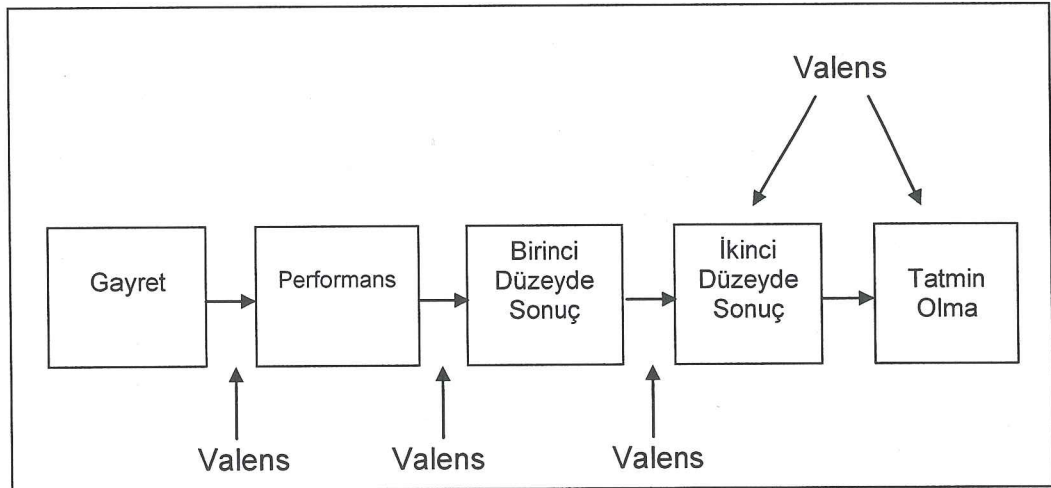 Valens
Gayret
Performans
Birinci
Düzeyde
Sonuç
İkinci
Düzeyde
Sonuç
Tatmin
Olma
Valens
Valens
Valens